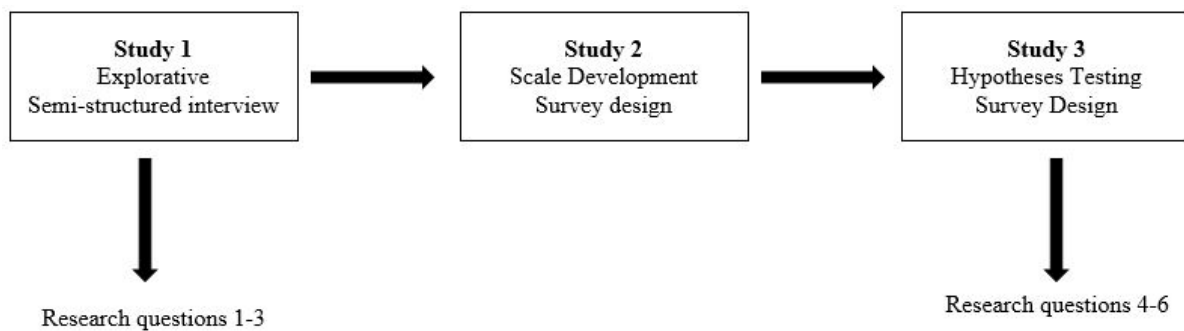 Study 1
Explorative
Semi-structured interview
Study 2
Scale Development
Survey design
Study 3
Hypotheses Testing
Survey Design
Research questions 1-3
Research questions 4-6